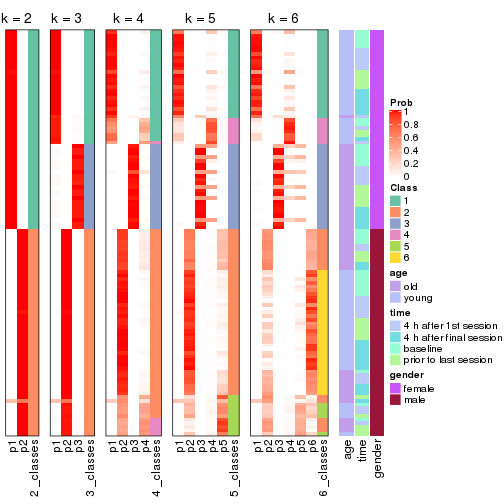 k = 2
k = 3
k = 4
k = 5
k = 6
p1
p2
2_classes
p1
p2
p3
3_classes
p1
p2
p3
p4
4_classes
p1
p2
p3
p4
p5
5_classes
p1
p2
p3
p4
p5
p6
6_classes
age
time
gender
Prob
1
0.8
0.6
0.4
0.2
0
Class
1
2
3
4
5
6
age
old
young
time
4 h after 1st session
4 h after final session
baseline
prior to last session
gender
female
male